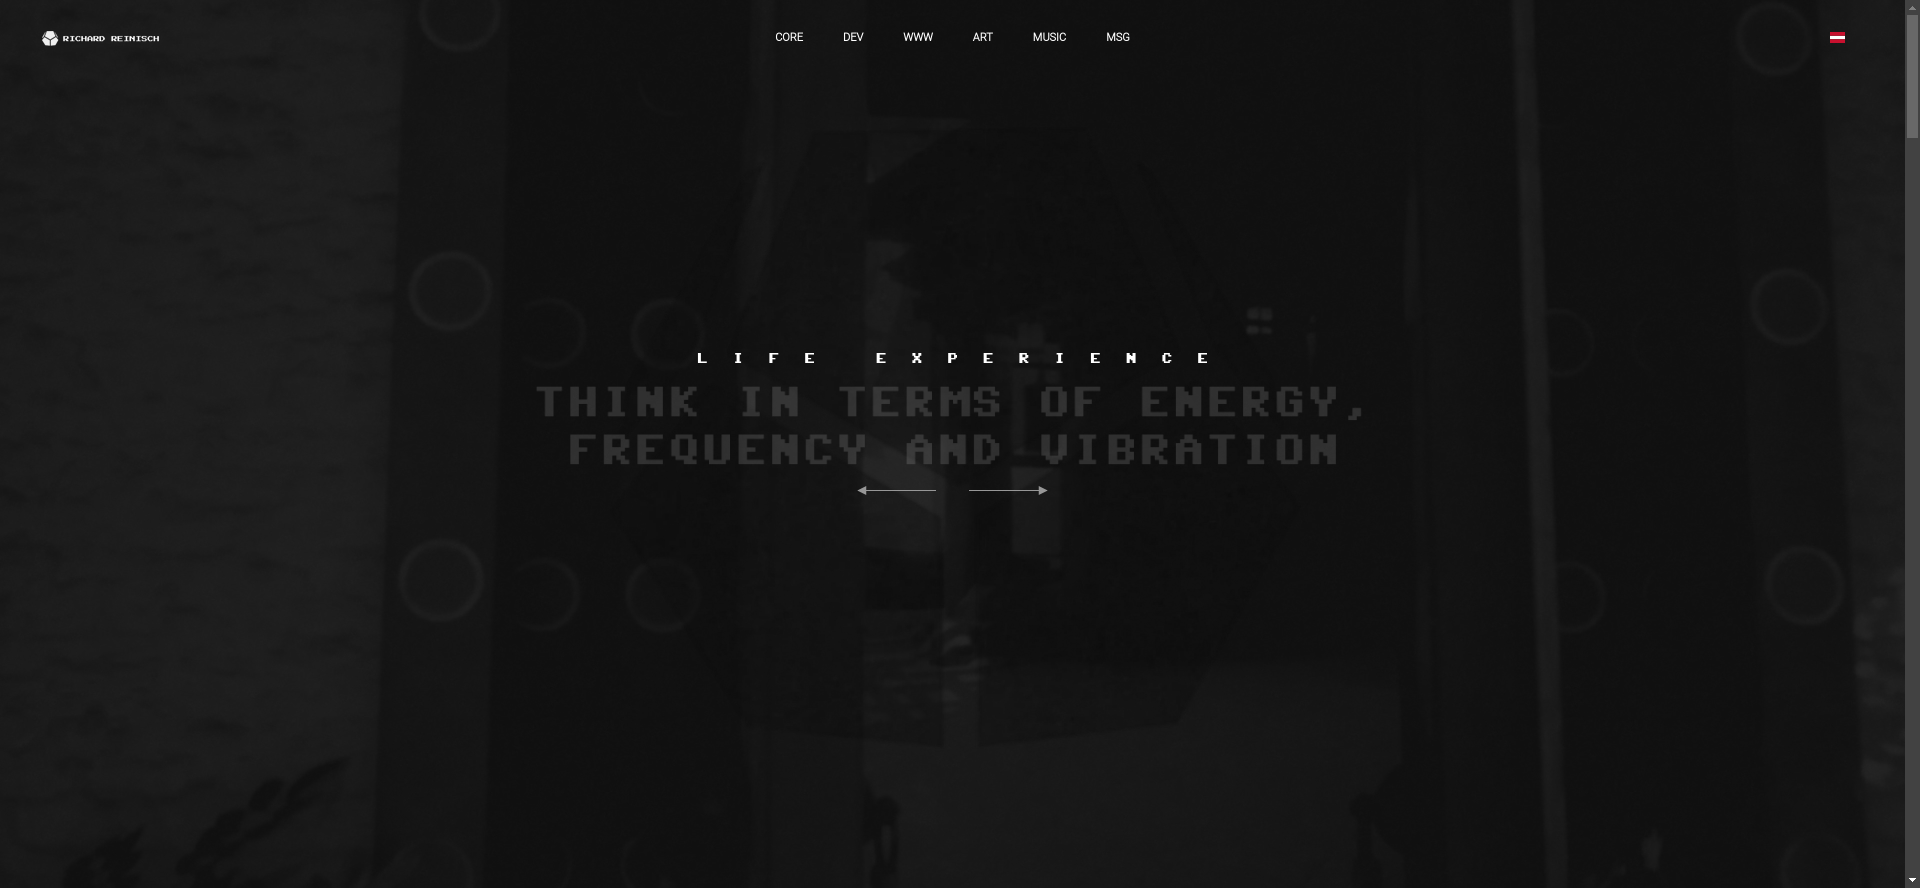 RICHARD REINISCH
CORE
DEV
WWW
ART
MUSIC
MSG
LIFE EXPERIENCE
THINK IN TERMS OF ENERGY,
FREQUENCY AND VIBRATION